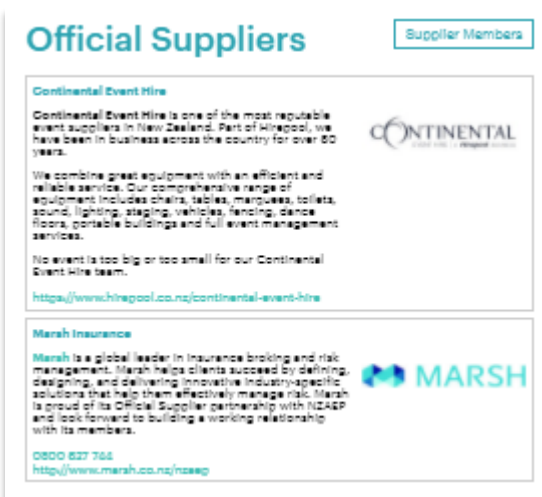 Official Suppliers
Supplier Members
Continental Event Hire
Continental Event Hire is one of the most reputable
event suppliers in New Zealand. Part of Hirepool, we
have been in business across the country for over 60
years.
We combine great equipment with an efficient and
reliable service. Our comprehensive range of
equipment includes chairs, tables, marquees, toilets,
sound, lighting, staging, vehicles, fencing, dance
floors, portable buildings and full event management
services.
No event is too big or too small for our Continental
Event Hire team.
https://www.hirepool.co.nz/continental-event-hire
CONTINENTAL
EVENT HIRE
hirepool
Marsh Insurance
Marsh is a global leader in insurance broking and risk
management. Marsh helps clients succeed by defining,
designing, and delivering innovative industry-specific
solutions that help them effectively manage risk. Marsh
is proud of its Official Supplier partnership with NZAEP
and look forward to building a working relationship
with its members.
0800 627 744
http://www.marsh.co.nz/nzaep
MARSH